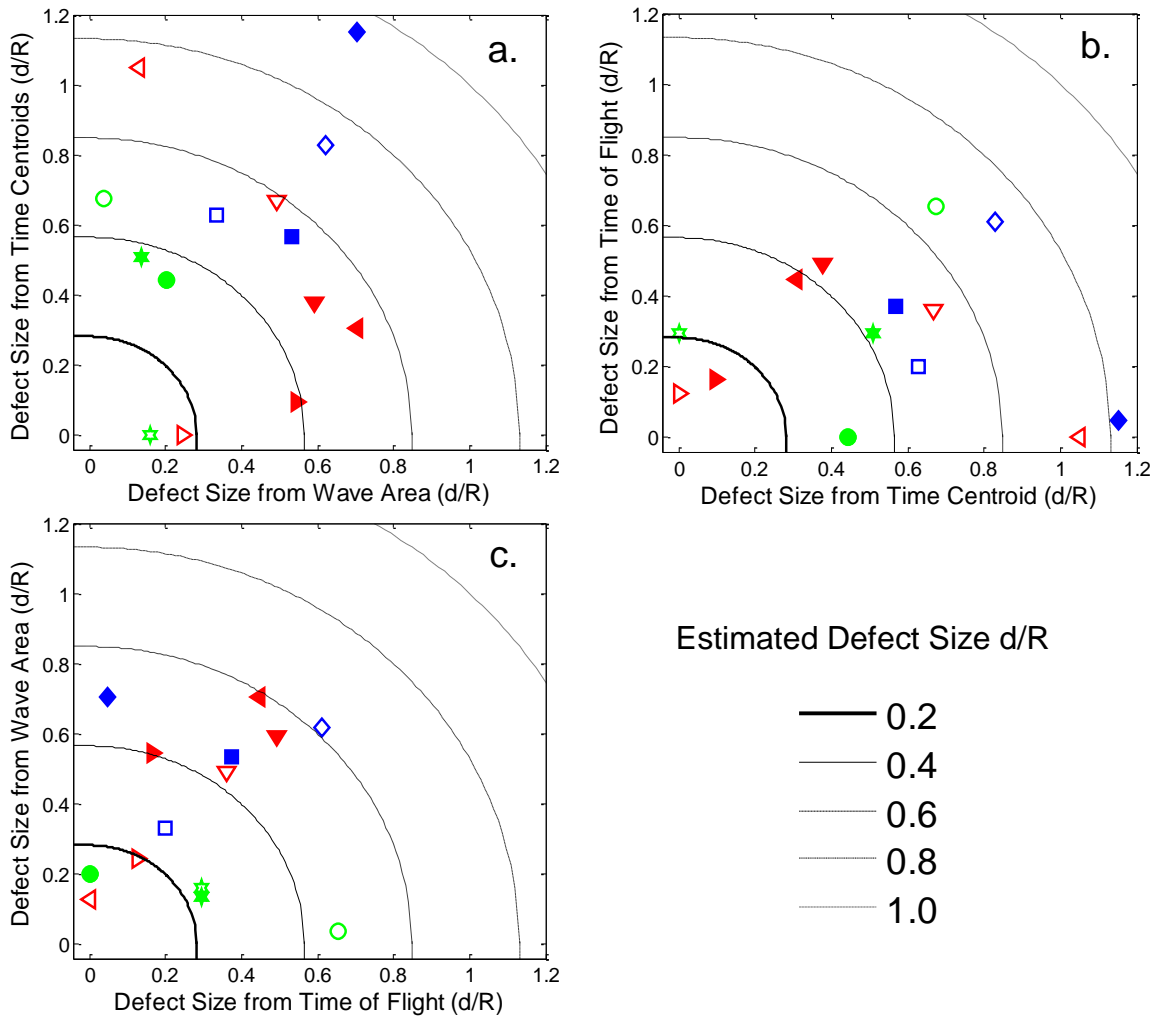 a.
Defect Size from Time Centroids (d/R)
1.2
1
0.8
0.6
0.4
0.2
0
0 0.2 0.4 0.6 0.8 1 1.2
Defect Size from Wave Area (d/R)
b.
Defect Size from Time of Flight (d/R)
1.2
1
0.8
0.6
0.4
0.2
0
0 0.2 0.4 0.6 0.8 1 1.2
Defect Size from Time Centroid (d/R)
c.
Defect Size from Wave Area (d/R)
1.2
1
0.8
0.6
0.4
0.2
0
0 0.2 0.4 0.6 0.8 1 1.2
Defect Size from Time of Flight (d/R)
Estimated Defect Size d/R
0.2
0.4
0.6
0.8
1.0